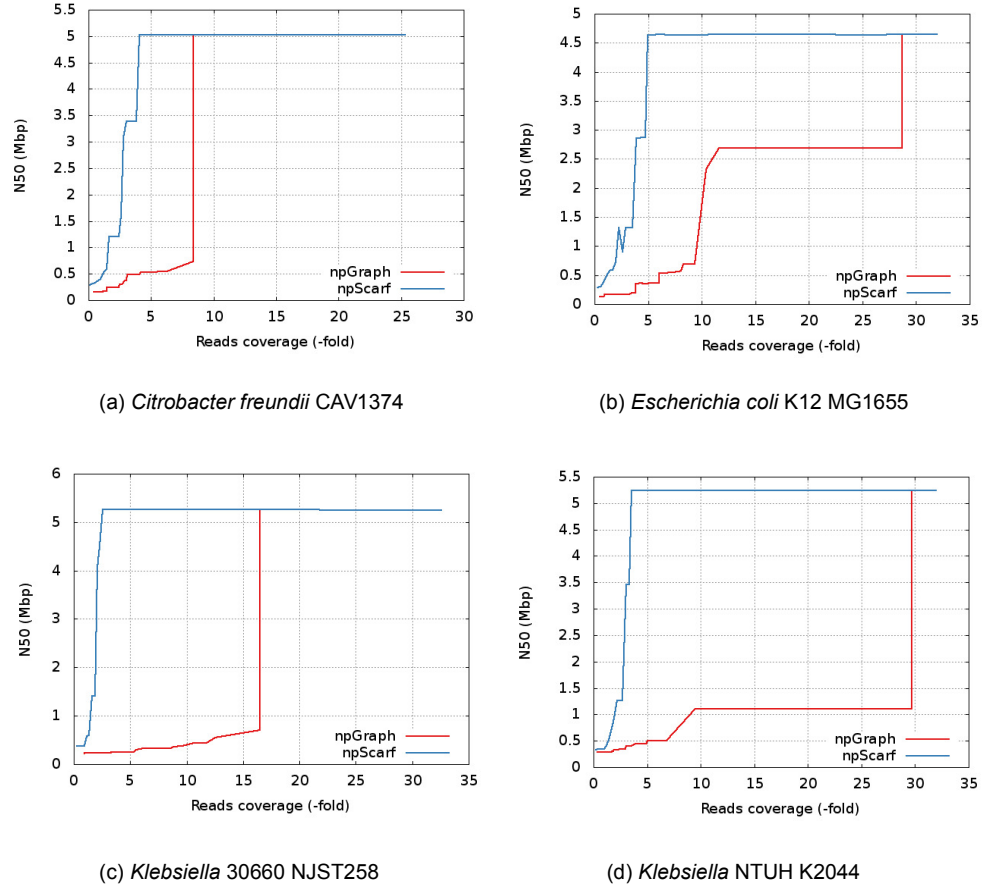 5.5
5
4.5
4
3.5
3
2.5
2
1.5
1
0.5
0
N50 (Mbp)
npGraph
npScarf
0 5 10 15 20 25 30
Reads coverage (-fold)
(a) Citrobacter freundii CAV1374
5
4.5
4
3.5
3
2.5
2
1.5
1
0.5
0
N50 (Mbp)
npGraph
npScarf
0 5 10 15 20 25 30 35
Reads coverage (-fold)
(b) Escherichia coli K12 MG1655
6
5
4
3
2
1
0
N50 (Mbp)
npGraph
npScarf
0 5 10 15 20 25 30 35
Reads coverage (-fold)
(c) Klebsiella 30660 NJST258
5.5
5
4.5
4
3.5
3
2.5
2
1.5
1
0.5
0
N50 (Mbp)
npGraph
npScarf
0 5 10 15 20 25 30 35
Reads coverage (-fold)
(d) Klebsiella NTUH K2044